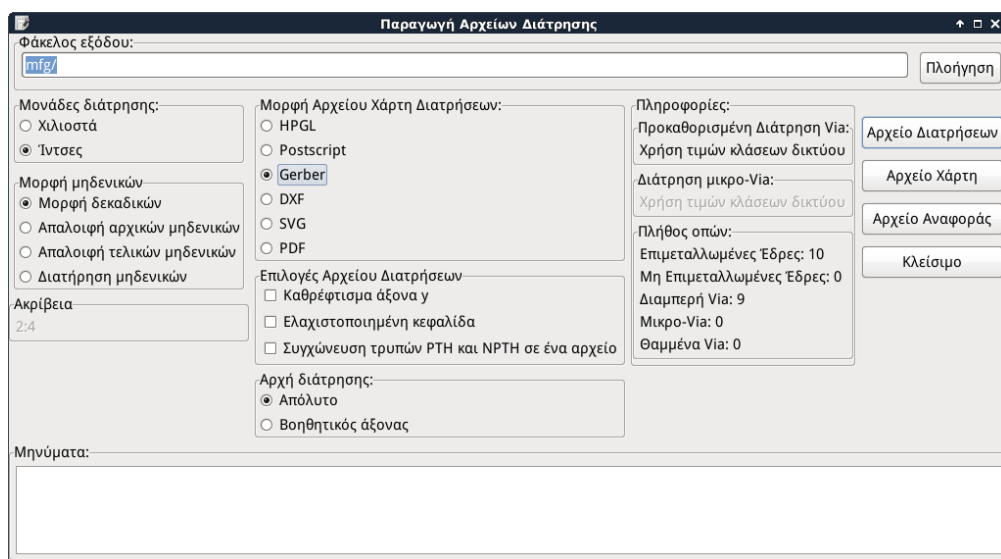 Παραγωγή Αρχείων Διάτρησης
Φάκελος εξόδου:
mfg/
Πλοήγηση
Μονάδες διάτρησης:
Χιλιοστά
Ίντσες
Μορφή μηδενικών
Μορφή δεκαδικών
Απαλοιφή αρχικών μηδενικών
Απαλοιφή τελικών μηδενικών
Διατήρηση μηδενικών
Ακρίβεια
2:4
Μορφή Αρχείου Χάρτη Διατρήσεων:
HPGL
Postscript
Gerber
DXF
SVG
PDF
Επιλογές Αρχείου Διατρήσεων
Καθρέφτισμα άξονα y
Ελαχιστοποιημένη κεφαλίδα
Συγχώνευση τρυπών PTH και NPTH σε ένα αρχείο
Αρχή διάτρησης:
Απόλυτο
Βοηθητικός άξονας
Πληροφορίες:
Προκαθορισμένη Διάτρηση Via:
Χρήση τιμών κλάσεων δικτύου
Διάτρηση μικρο-Via:
Χρήση τιμών κλάσεων δικτύου
Πλήθος οπών:
Επιμεταλλωμένες Έδρες: 10
Μη Επιμεταλλωμένες Έδρες: 0
Διαμπερή Via: 9
Μικρο-Via: 0
Θαμμένα Via: 0
Αρχείο Διατρήσεων
Αρχείο Χάρτη
Αρχείο Αναφοράς
Κλείσιμο
Μηνύματα: